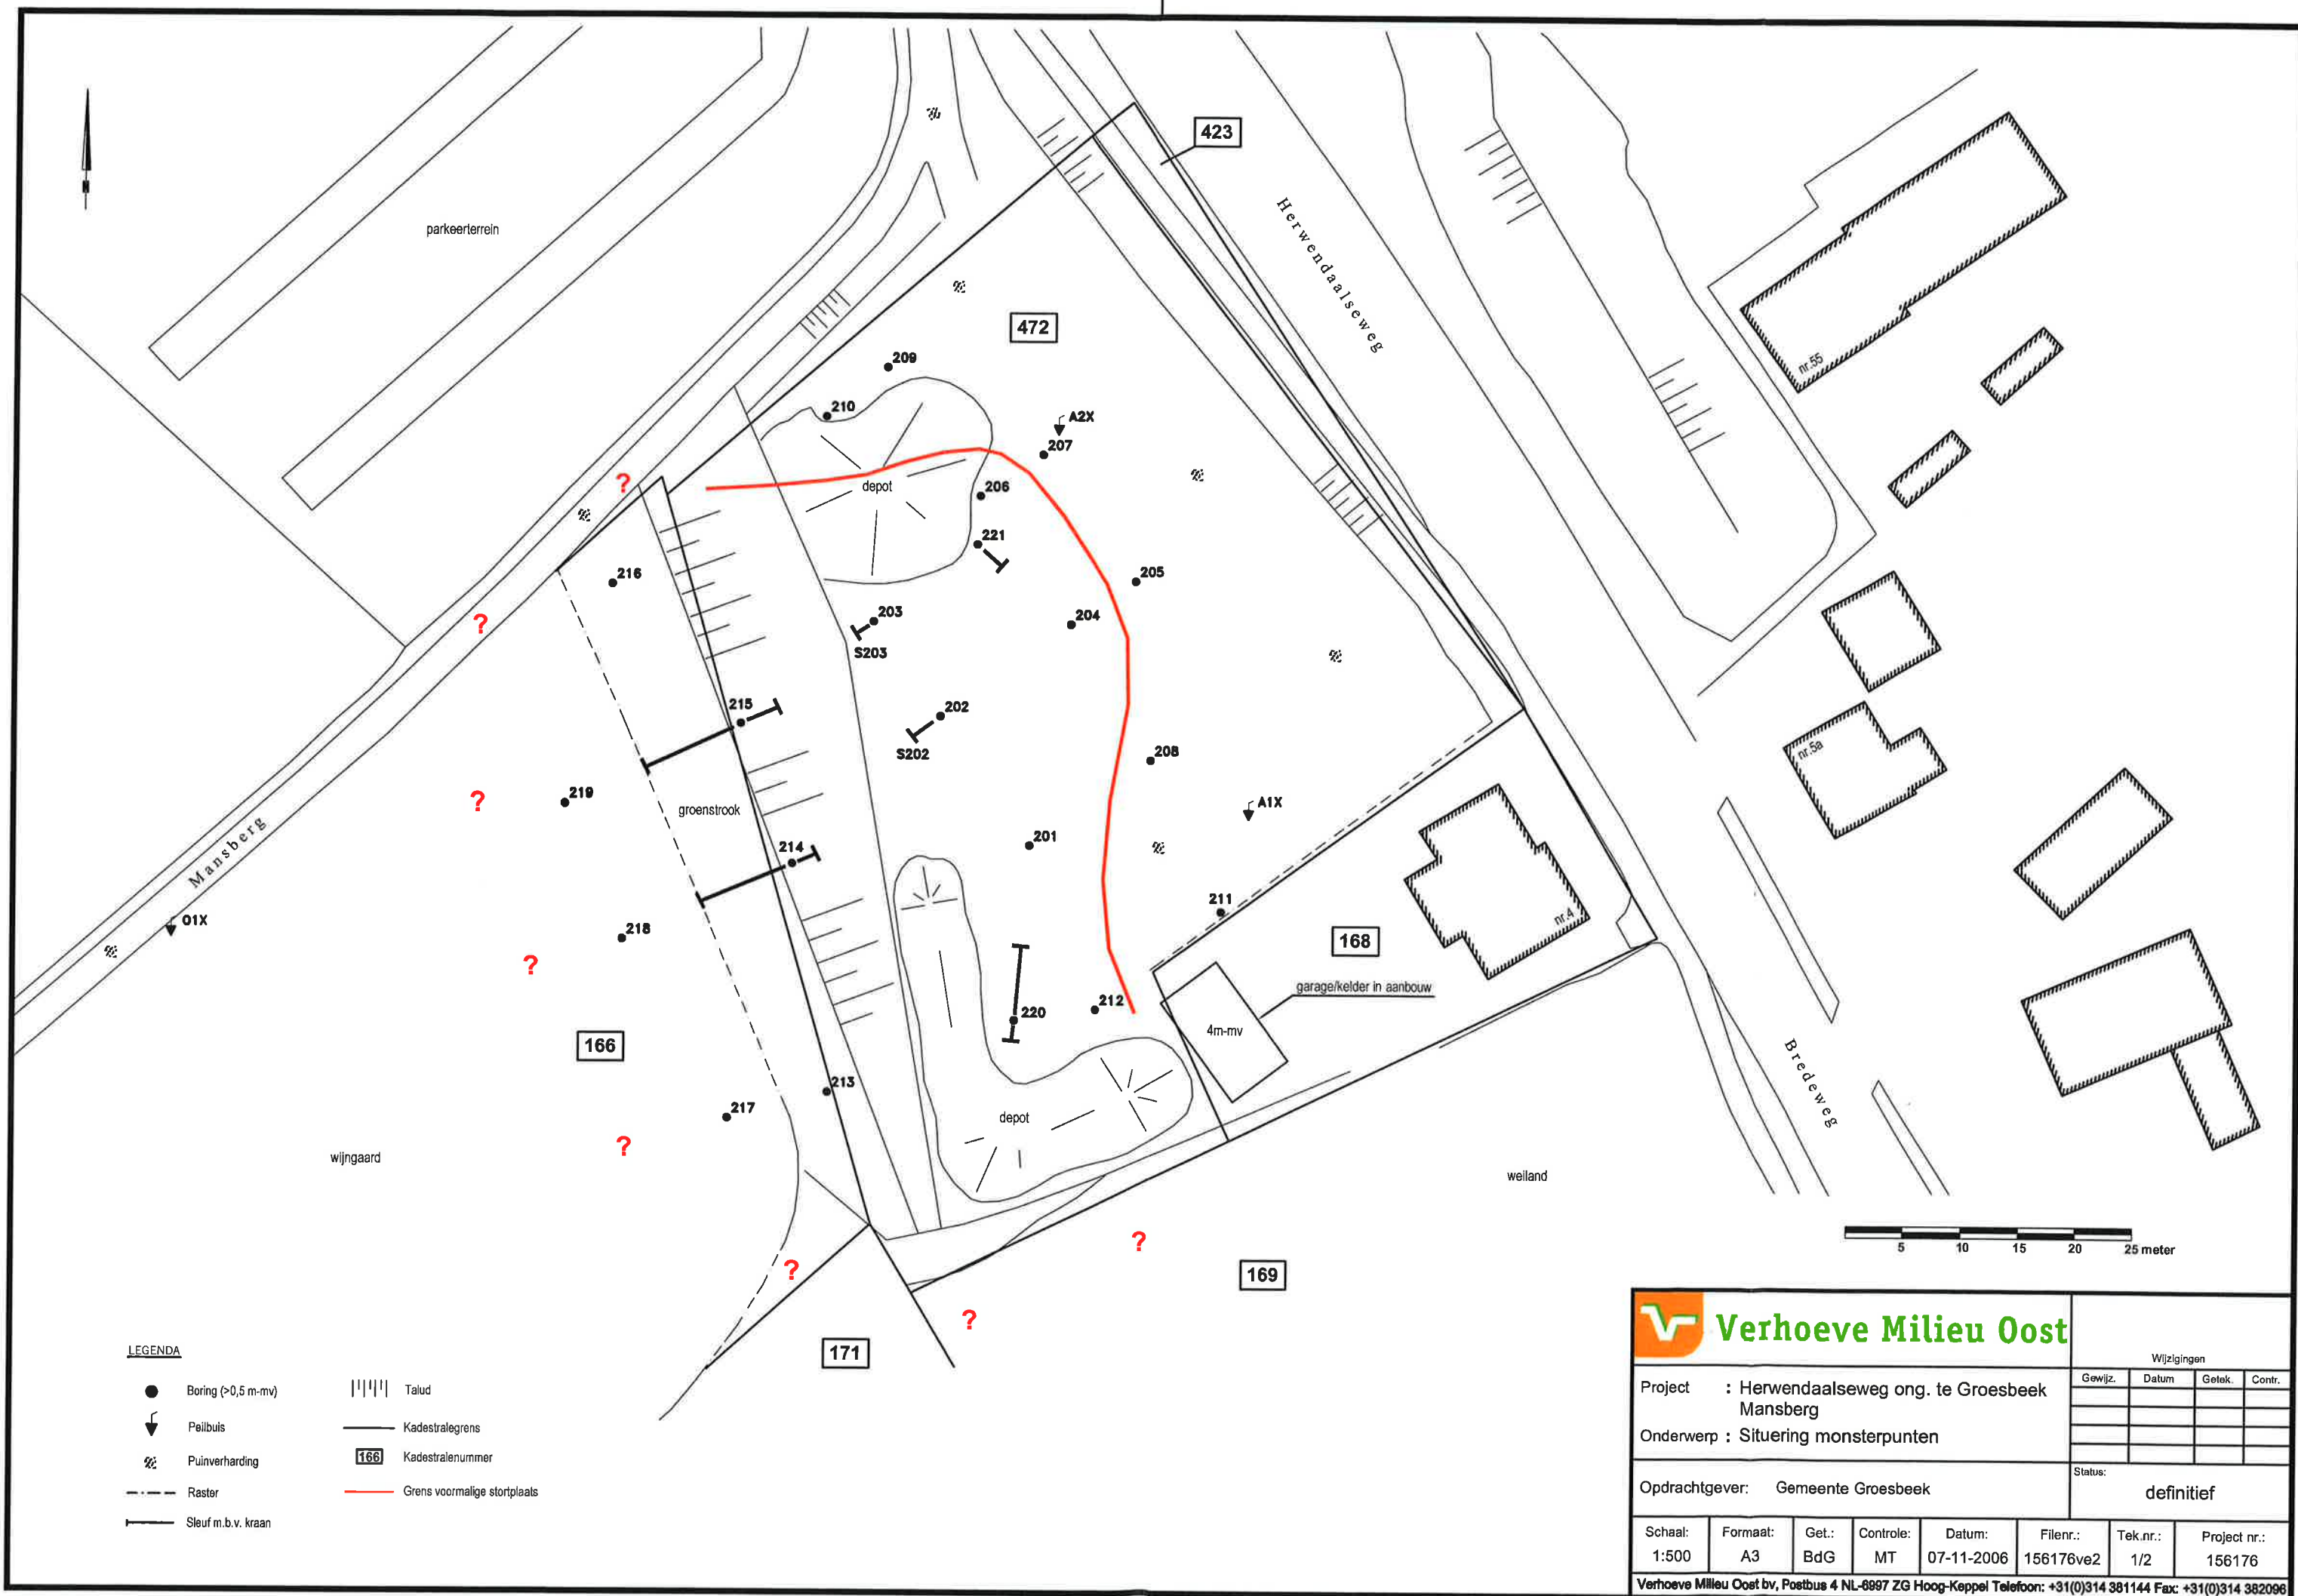 423
Herwendaalseweg
parkeerterrein
472
nr.55
209
210
A2X
207
?
depot
206
221
216
205
?
203
204
S203
215
202
nr.5a
S202
208
?
219
A1X
groenstrook
201
Mansberg
214
211
nr.4
O1X
218
168
?
garage/kelder in aanbouw
212
220
4m-mv
166
Bredeweg
213
217
depot
?
wijngaard
weiland
?
?
5 10 15 20 25 meter
169
?
171
LEGENDA
Boring (>0,5 m-mv)
Talud
Peilbuis
Kadestralegrens
Puinverharding
166
Kadestralenummer
Raster
Grens voormalige stortplaats
Sleuf m.b.v. kraan
Verhoeve Milieu Oost
Wijzigingen
Gewijz. Datum Getek. Contr.
Project : Herwendaalseweg ong. te Groesbeek
Mansberg
Onderwerp : Situering monsterpunten
Opdrachtgever: Gemeente Groesbeek
Status:
definitief
Schaal: Formaat: Get.: Controle: Datum: Filenr.: Tek.nr.: Project nr.:
1:500 A3 BdG MT 07-11-2006 156176ve2 1/2 156176
Verhoeve Milieu Oost bv, Postbus 4 NL-6997 ZG Hoog-Keppel Telefoon: +31(0)314 381144 Fax: +31(0)314 382096
N